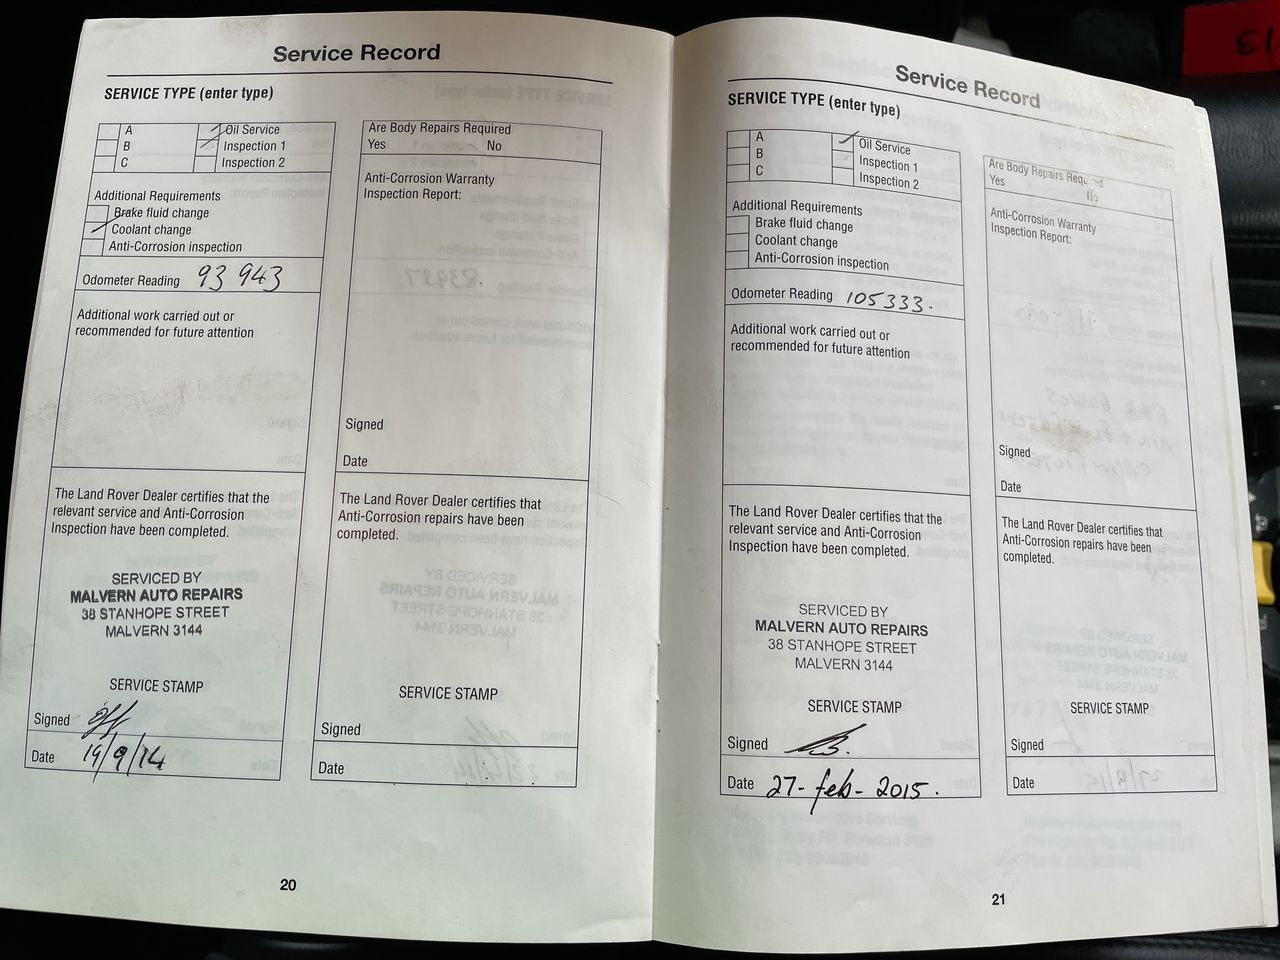 Service Record
SERVICE TYPE (enter type)
A
B
C
Oil Service
Inspection 1
Inspection 2
Additional Requirements
Brake fluid change
Coolant change
Anti-Corrosion inspection
Odometer Reading 93 943
Additional work carried out or
recommended for future attention
The Land Rover Dealer certifies that the
relevant service and Anti-Corrosion
Inspection have been completed.
SERVICED BY
MALVERN AUTO REPAIRS
38 STANHOPE STREET
MALVERN 3144
SERVICE STAMP
Signed
Date 19/9/14
Are Body Repairs Required
Yes No
Anti-Corrosion Warranty
Inspection Report:
Signed
Date
The Land Rover Dealer certifies that
Anti-Corrosion repairs have been
completed.
SERVICE STAMP
Signed
Date
20
Service Record
SERVICE TYPE (enter type)
A
B
C
Oil Service
Inspection 1
Inspection 2
Additional Requirements
Brake fluid change
Coolant change
Anti-Corrosion inspection
Odometer Reading 105333.
Additional work carried out or
recommended for future attention
The Land Rover Dealer certifies that the
relevant service and Anti-Corrosion
Inspection have been completed.
SERVICED BY
MALVERN AUTO REPAIRS
38 STANHOPE STREET
MALVERN 3144
SERVICE STAMP
Signed
Date 27-feb-2015.
Are Body Repairs Required
Yes No
Anti-Corrosion Warranty
Inspection Report:
Signed
Date
The Land Rover Dealer certifies that
Anti-Corrosion repairs have been
completed.
SERVICE STAMP
Signed
Date
21